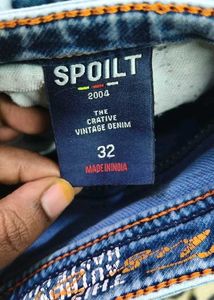 SPOILT
2004
THE
CRATIVE
VINTAGE DENIM
32
MADE IN INDIA